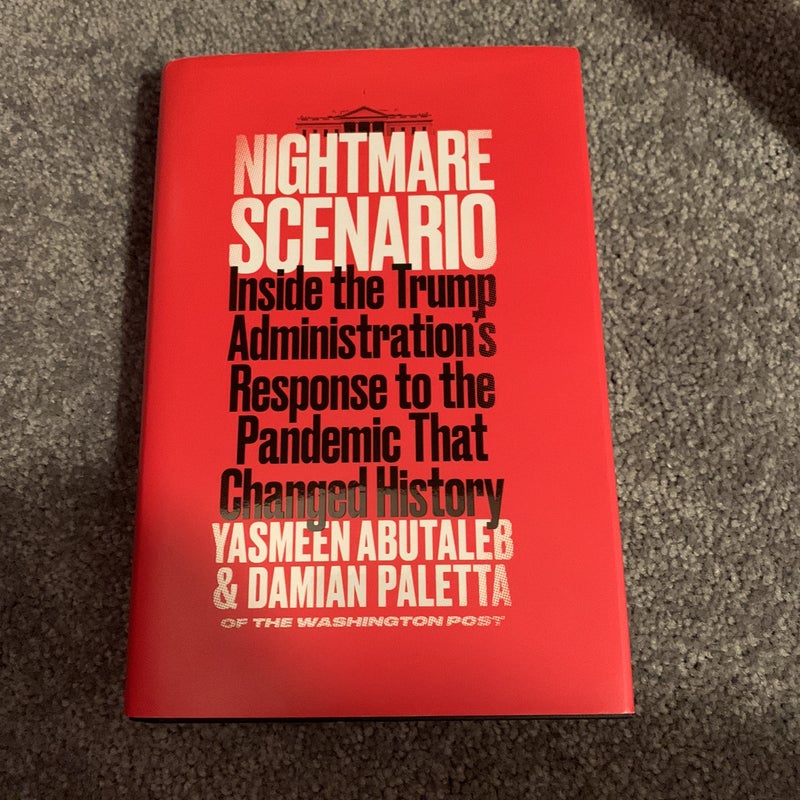 NIGHTMARE
SCENARIO
Inside the Trump
Administration's
Response to the
Pandemic That
Changed History
YASMEEN ABUTALEB
& DAMIAN PALETTA
OF THE WASHINGTON POST